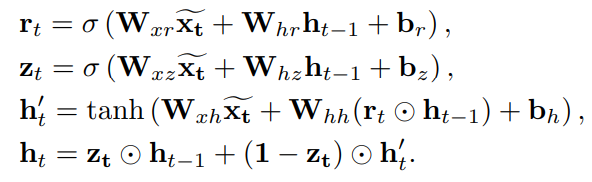 r_t = σ (W_{xr}\widetilde{x_t} + W_{hr}h_{t−1} + b_r) ,
z_t = σ (W_{xz}\widetilde{x_t} + W_{hz}h_{t−1} + b_z) ,
h′_t = tanh (W_{xh}\widetilde{x_t} + W_{hh}(r_t ⊙ h_{t−1}) + b_h) ,
h_t = z_t ⊙ h_{t−1} + (1 − z_t) ⊙ h′_t.